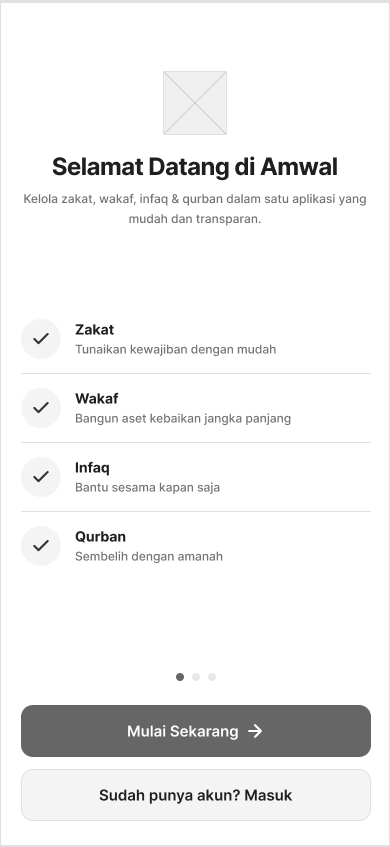 Selamat Datang di Amwal
Kelola zakat, wakaf, infaq & qurban dalam satu aplikasi yang
mudah dan transparan.
Zakat
Tunaikan kewajiban dengan mudah
Wakaf
Bangun aset kebaikan jangka panjang
Infaq
Bantu sesama kapan saja
Qurban
Sembelih dengan amanah
Mulai Sekarang
Sudah punya akun? Masuk